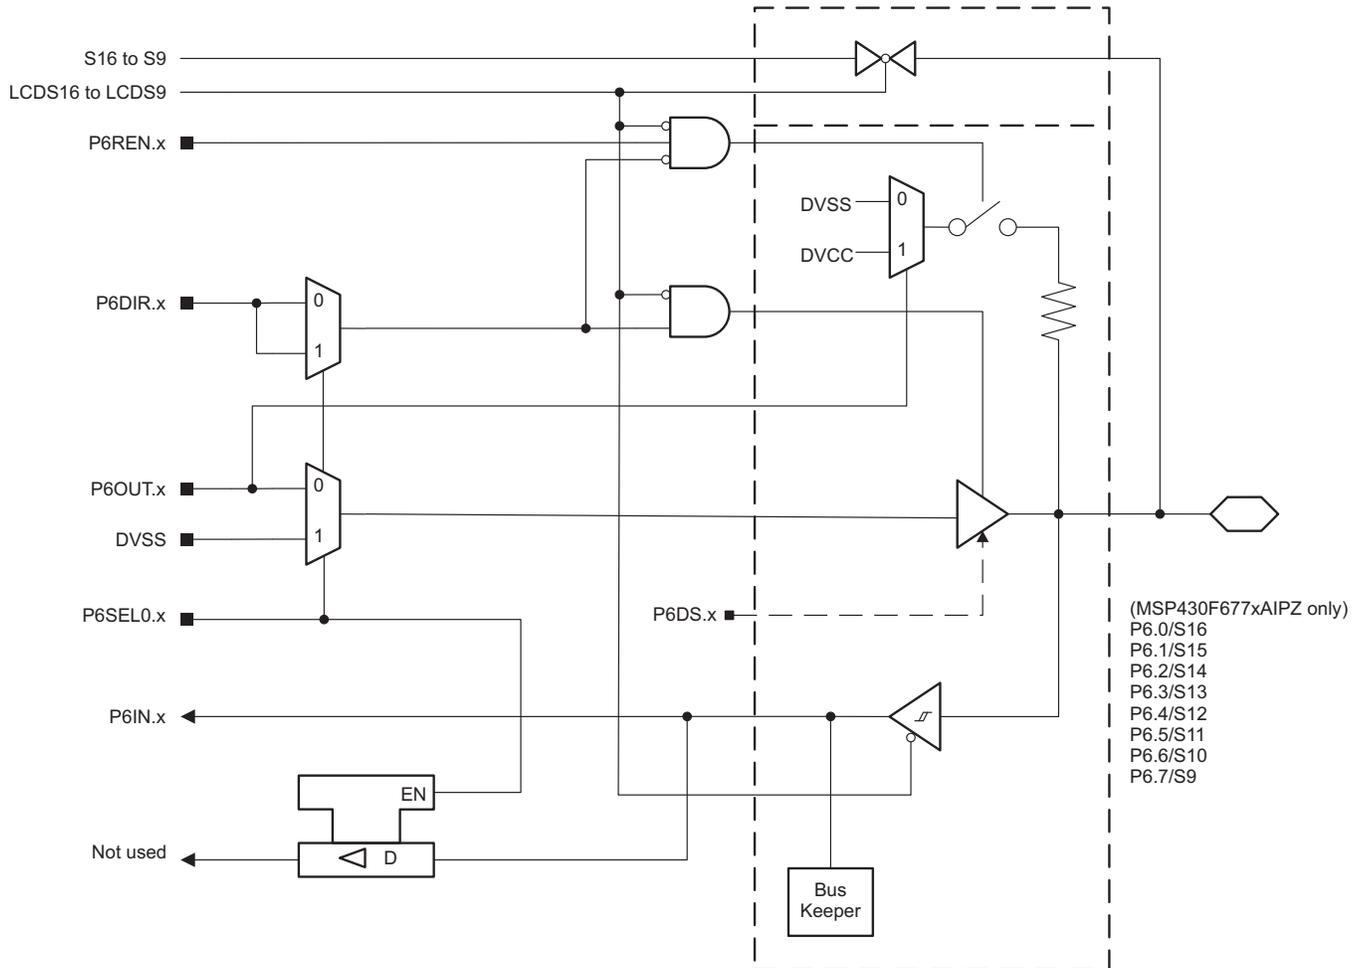 S16 to S9
LCDS16 to LCDS9
P6REN.x
DVSS
0
DVCC
1
P6DIR.x
0
1
P6OUT.x
0
DVSS
1
P6SEL0.x
P6DS.x
(MSP430F677xAIPZ only)
P6.0/S16
P6.1/S15
P6.2/S14
P6.3/S13
P6.4/S12
P6.5/S11
P6.6/S10
P6.7/S9
P6IN.x
EN
Not used
D
Bus
Keeper